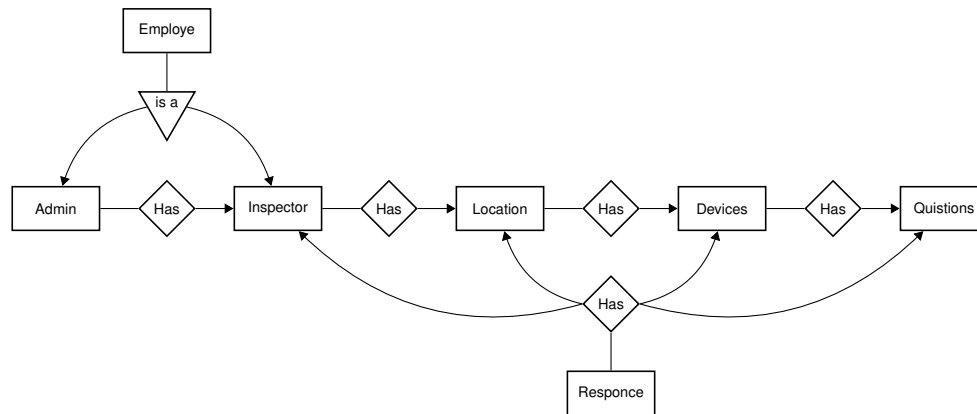 Employe
is a
Admin
Has
Inspector
Has
Location
Has
Devices
Has
Quistions
Has
Responce